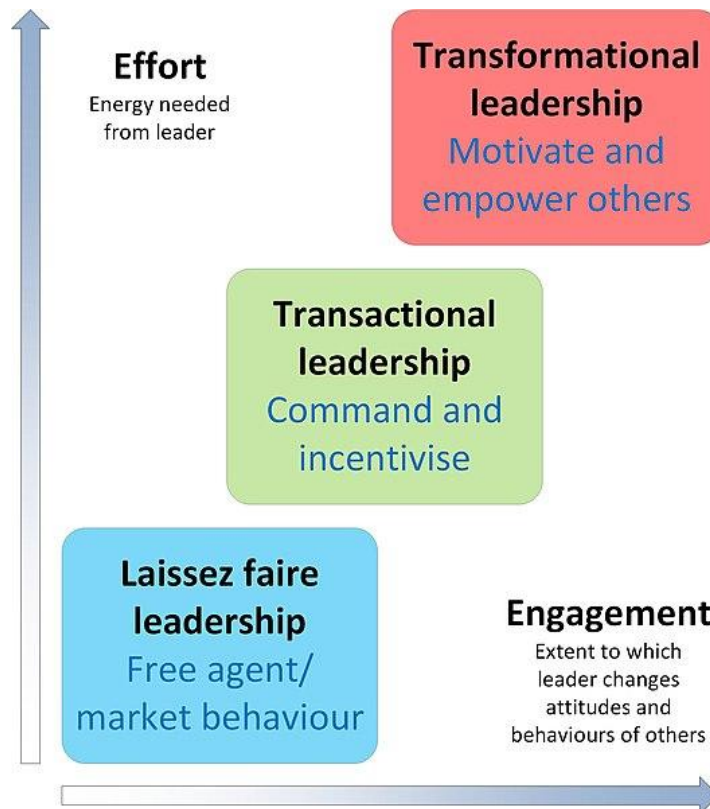 Effort
Energy needed
from leader
Transformational
leadership
Motivate and
empower others
Transactional
leadership
Command and
incentivise
Laissez faire
leadership
Free agent/
market behaviour
Engagement
Extent to which
leader changes
attitudes and
behaviours of others